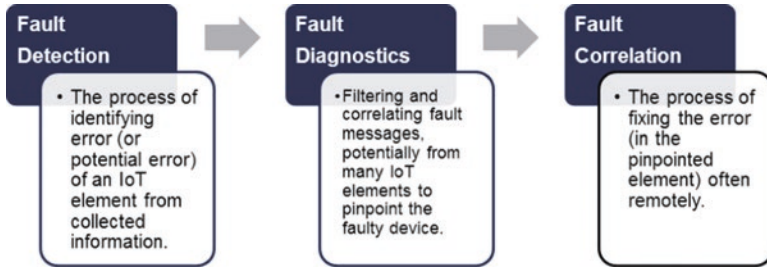 Fault
Detection
• The process of
identifying
error (or
potential error)
of an IoT
element from
collected
information.
Fault
Diagnostics
•Filtering and
correlating fault
messages,
potentially from
many IoT
elements to
pinpoint the
faulty device.
Fault
Correlation
• The process of
fixing the error
(in the
pinpointed
element) often
remotely.